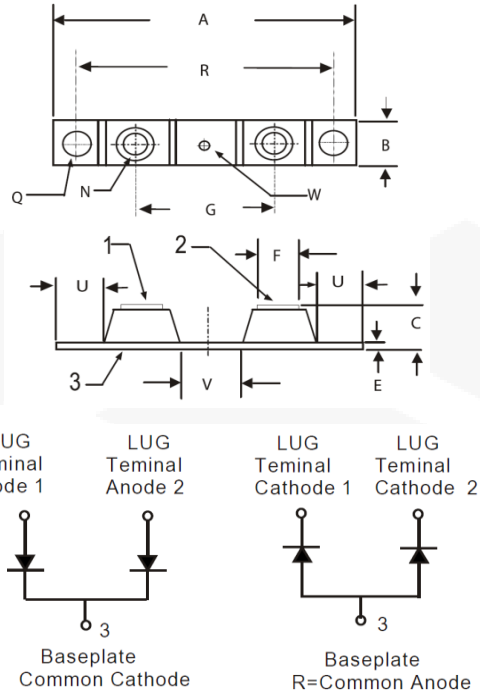 A
R
B
Q
N
G
W
1
2
F
U
U
C
3
V
E
LUG
Teminal
Anode 2
LUG
Teminal
Cathode 1
LUG
Teminal
Cathode 2
3
Baseplate
Common Cathode
3
Baseplate
R=Common Anode